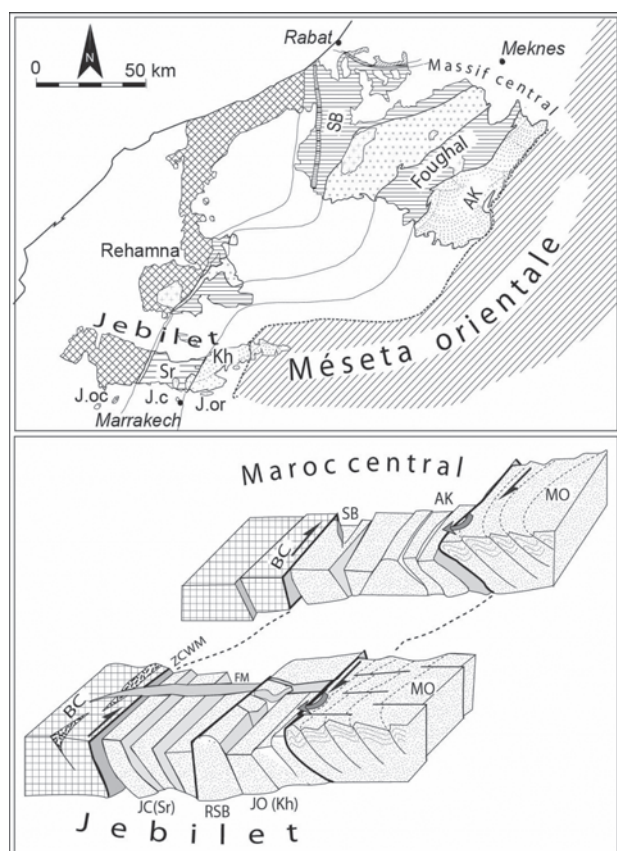 Rabat
Meknes
0 50 km
Massif central
SB
Foughal
AK
Rehamna
Méseta orientale
Jebilet
Kh
Sr
J.oc
J.c
J.or
Marrakech
Maroc central
SB
AK
MO
BC
ZCWM
FM
BC
MO
JC(Sr)
RSB
JO (Kh)
Jebilet